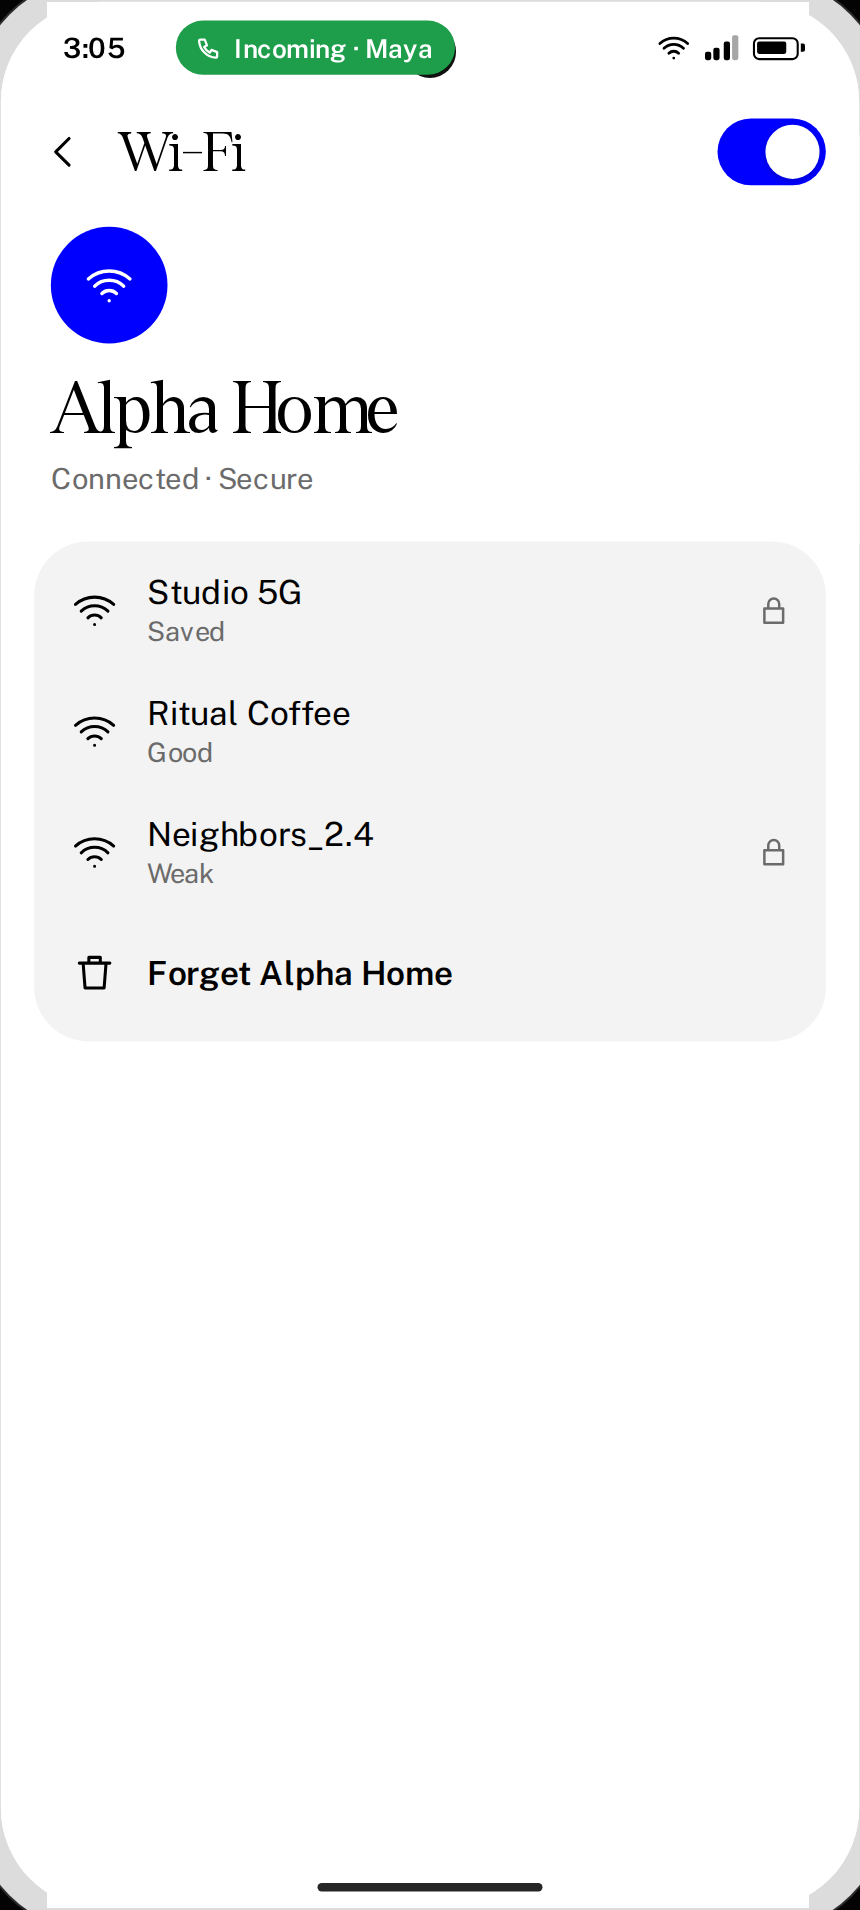 3:05
Incoming · Maya
Wi-Fi
Alpha Home
Connected · Secure
Studio 5G
Saved
Ritual Coffee
Good
Neighbors_2.4
Weak
Forget Alpha Home